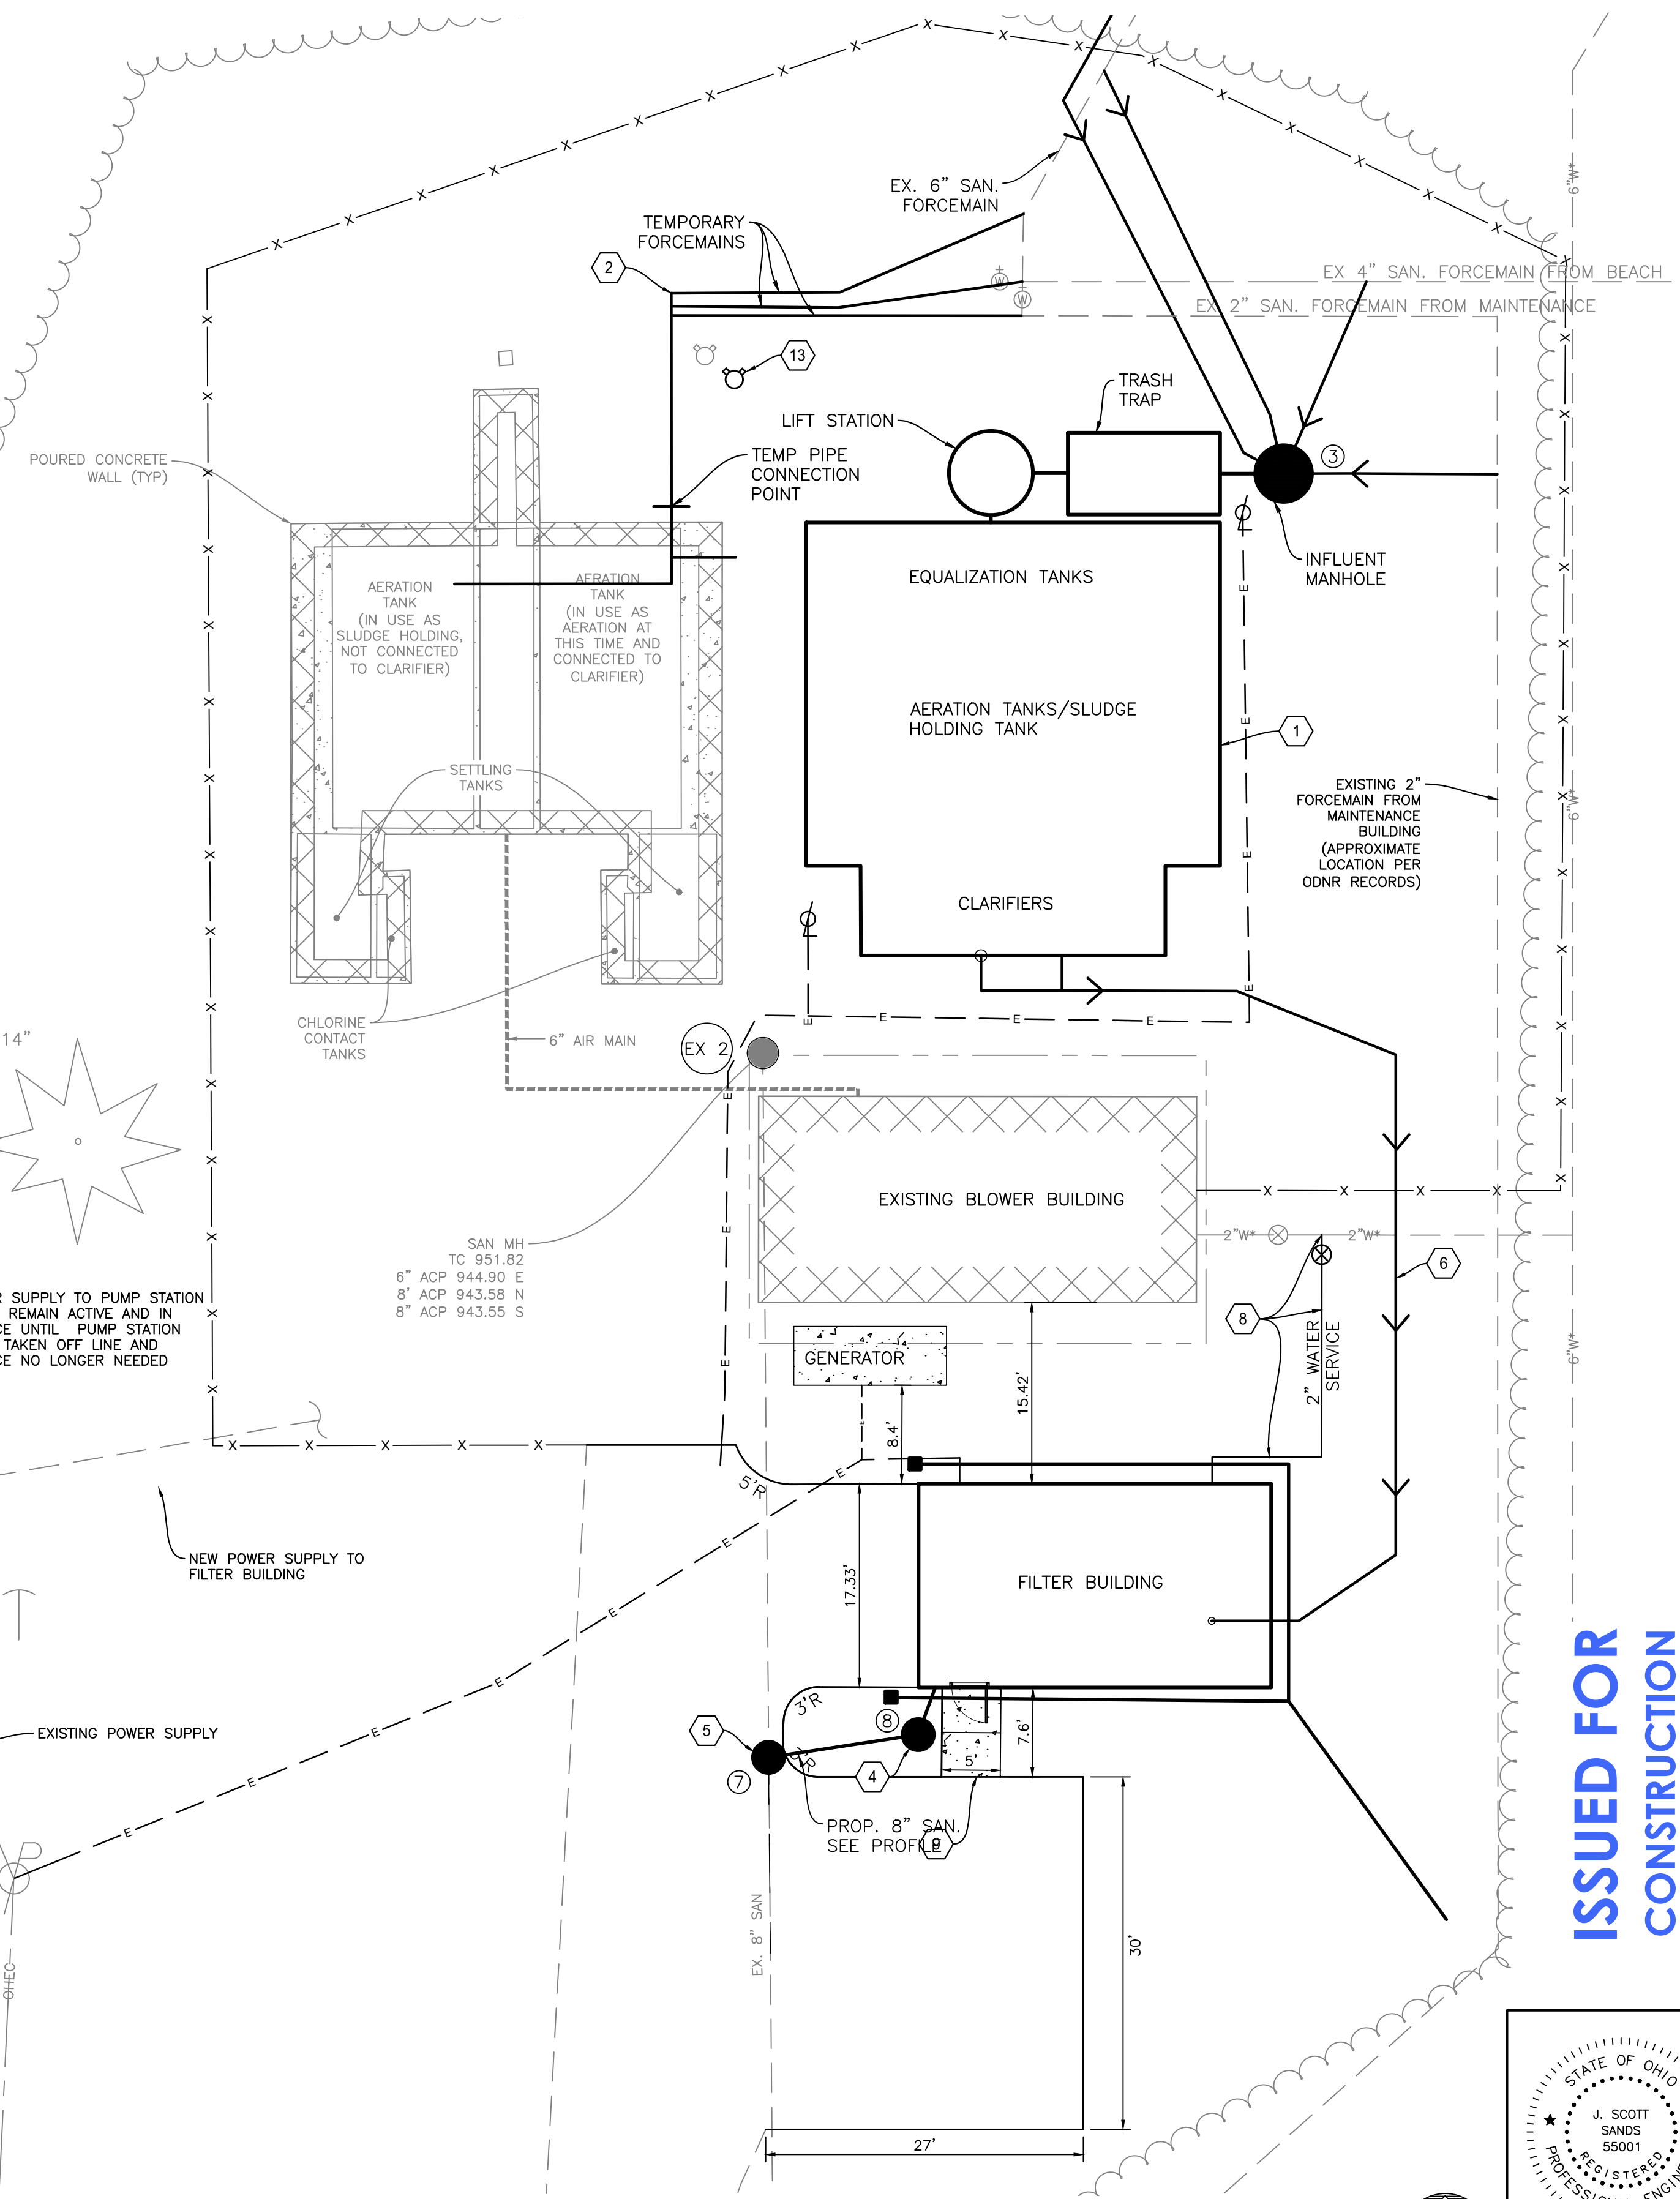 EX. 6” SAN.
FORCEMAIN
TEMPORARY
FORCEMAINS
2
EX 4” SAN. FORCEMAIN FROM BEACH
EX 2” SAN. FORCEMAIN FROM MAINTENANCE
6”W*
W
W
13
TRASH
TRAP
LIFT STATION
3
POURED CONCRETE
WALL (TYP)
TEMP PIPE
CONNECTION
POINT
INFLUENT
MANHOLE
EQUALIZATION TANKS
AERATION
TANK
(IN USE AS
SLUDGE HOLDING,
NOT CONNECTED
TO CLARIFIER)
AERATION
TANK
(IN USE AS
AERATION AT
THIS TIME AND
CONNECTED TO
CLARIFIER)
AERATION TANKS/SLUDGE
HOLDING TANK
1
SETTLING
TANKS
EXISTING 2”
FORCEMAIN FROM
MAINTENANCE
BUILDING
(APPROXIMATE
LOCATION PER
ODNR RECORDS)
6”W*
CLARIFIERS
CHLORINE
CONTACT
TANKS
14”
6” AIR MAIN
EX 2
EXISTING BLOWER BUILDING
SAN MH
TC 951.82
6” ACP 944.90 E
8’ ACP 943.58 N
8” ACP 943.55 S
2”W*
2”W*
6
8
2” WATER
SERVICE
6”W*
R SUPPLY TO PUMP STATION
REMAIN ACTIVE AND IN
CE UNTIL PUMP STATION
TAKEN OFF LINE AND
CE NO LONGER NEEDED
GENERATOR
8.4’
15.42’
5’R
NEW POWER SUPPLY TO
FILTER BUILDING
17.33’
FILTER BUILDING
3’R
8
7.6’
5
EXISTING POWER SUPPLY
7
4
5’
PROP. 8” SAN.
SEE PROFILE
9
EX. 8” SAN
30’
27’
OHEC
ISSUED FOR
CONSTRUCTION
STATE OF OHIO
J. SCOTT
SANDS
55001
REGISTERED